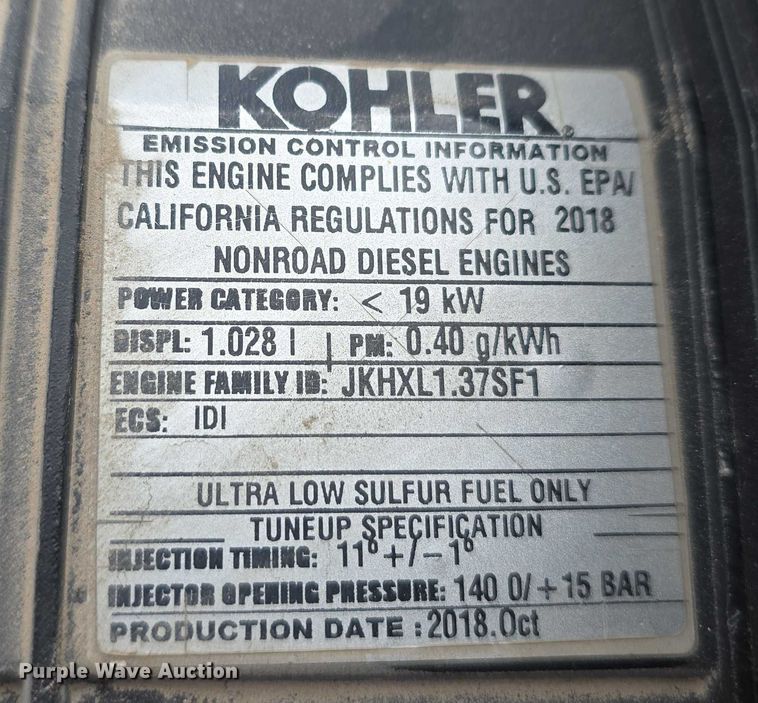 KOHLER®
EMISSION CONTROL INFORMATION
THIS ENGINE COMPLIES WITH U.S. EPA/
CALIFORNIA REGULATIONS FOR 2018
NONROAD DIESEL ENGINES
POWER CATEGORY: < 19 kW
DISPL: 1.028 l | PM: 0.40 g/kWh
ENGINE FAMILY ID: JKHXL1.37SF1
ECS: IDI
ULTRA LOW SULFUR FUEL ONLY
TUNEUP SPECIFICATION
INJECTION TIMING: 11°+/-1°
INJECTOR OPENING PRESSURE: 140 0/+15 BAR
PRODUCTION DATE : 2018.Oct
Purple Wave Auction